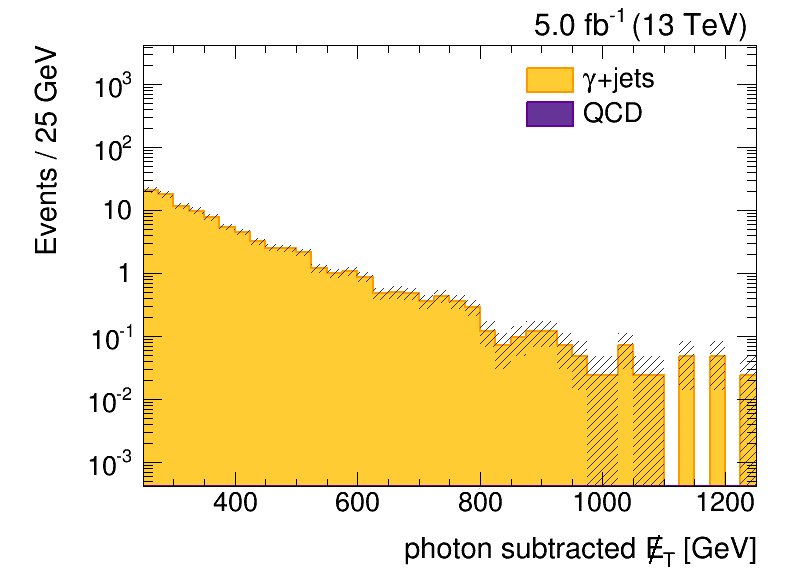 5.0 fb⁻¹ (13 TeV)
Events / 25 GeV
γ+jets
QCD
10³
10²
10
1
10⁻¹
10⁻²
10⁻³
400 600 800 1000 1200
photon subtracted E̸_T [GeV]